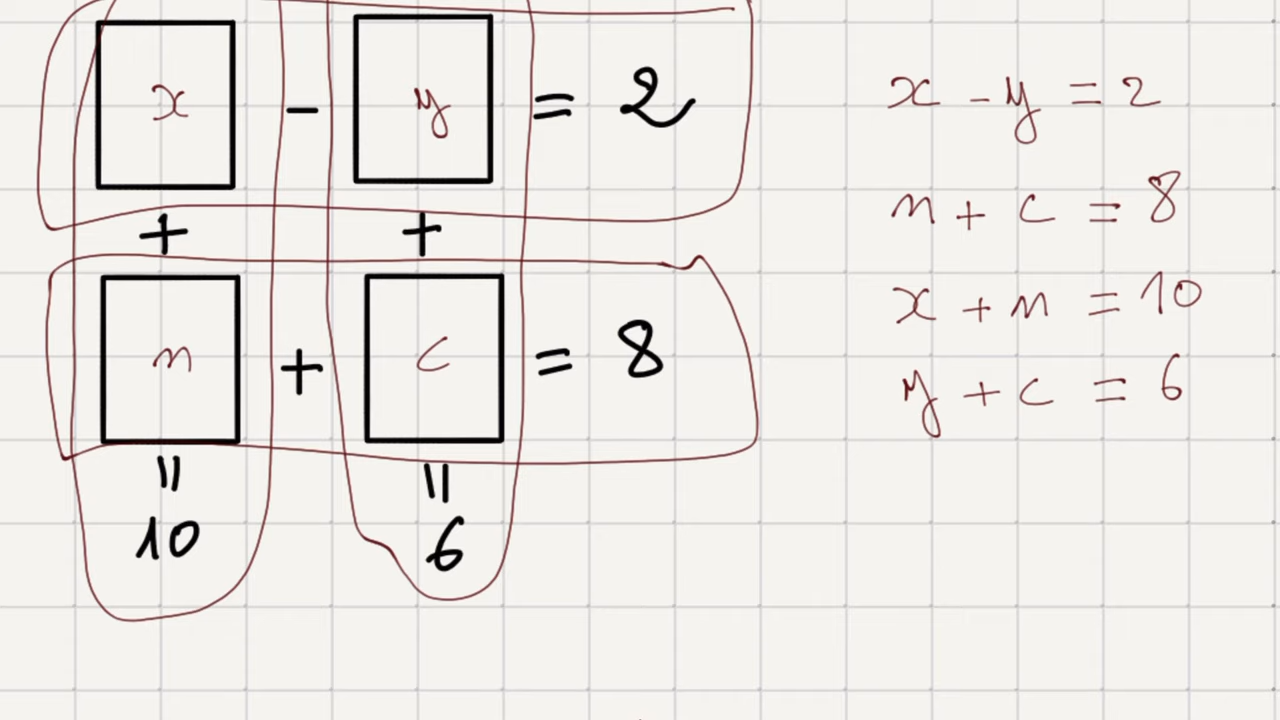 x - y = 2
+ +
n + c = 8
= =
10 6
x - y = 2
n + c = 8
x + n = 10
y + c = 6